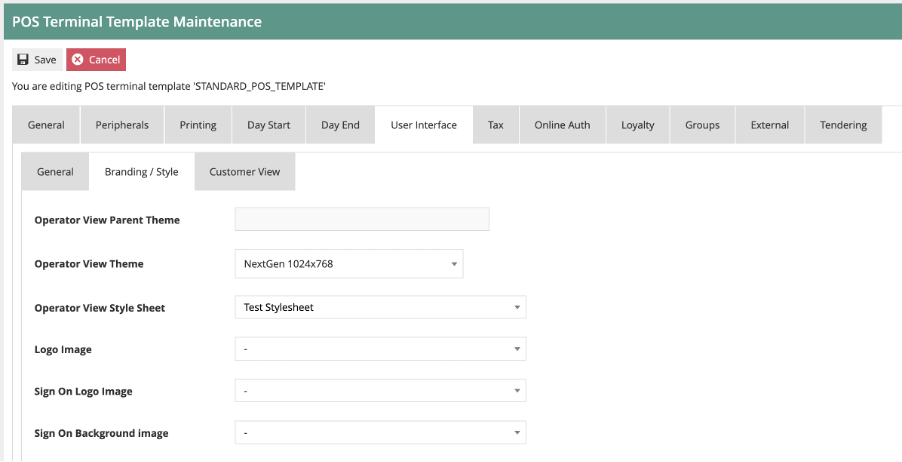 POS Terminal Template Maintenance
Save Cancel
You are editing POS terminal template 'STANDARD_POS_TEMPLATE'
General Peripherals Printing Day Start Day End User Interface Tax Online Auth Loyalty Groups External Tendering
General Branding / Style Customer View
Operator View Parent Theme
Operator View Theme NextGen 1024x768
Operator View Style Sheet Test Stylesheet
Logo Image -
Sign On Logo Image -
Sign On Background image -